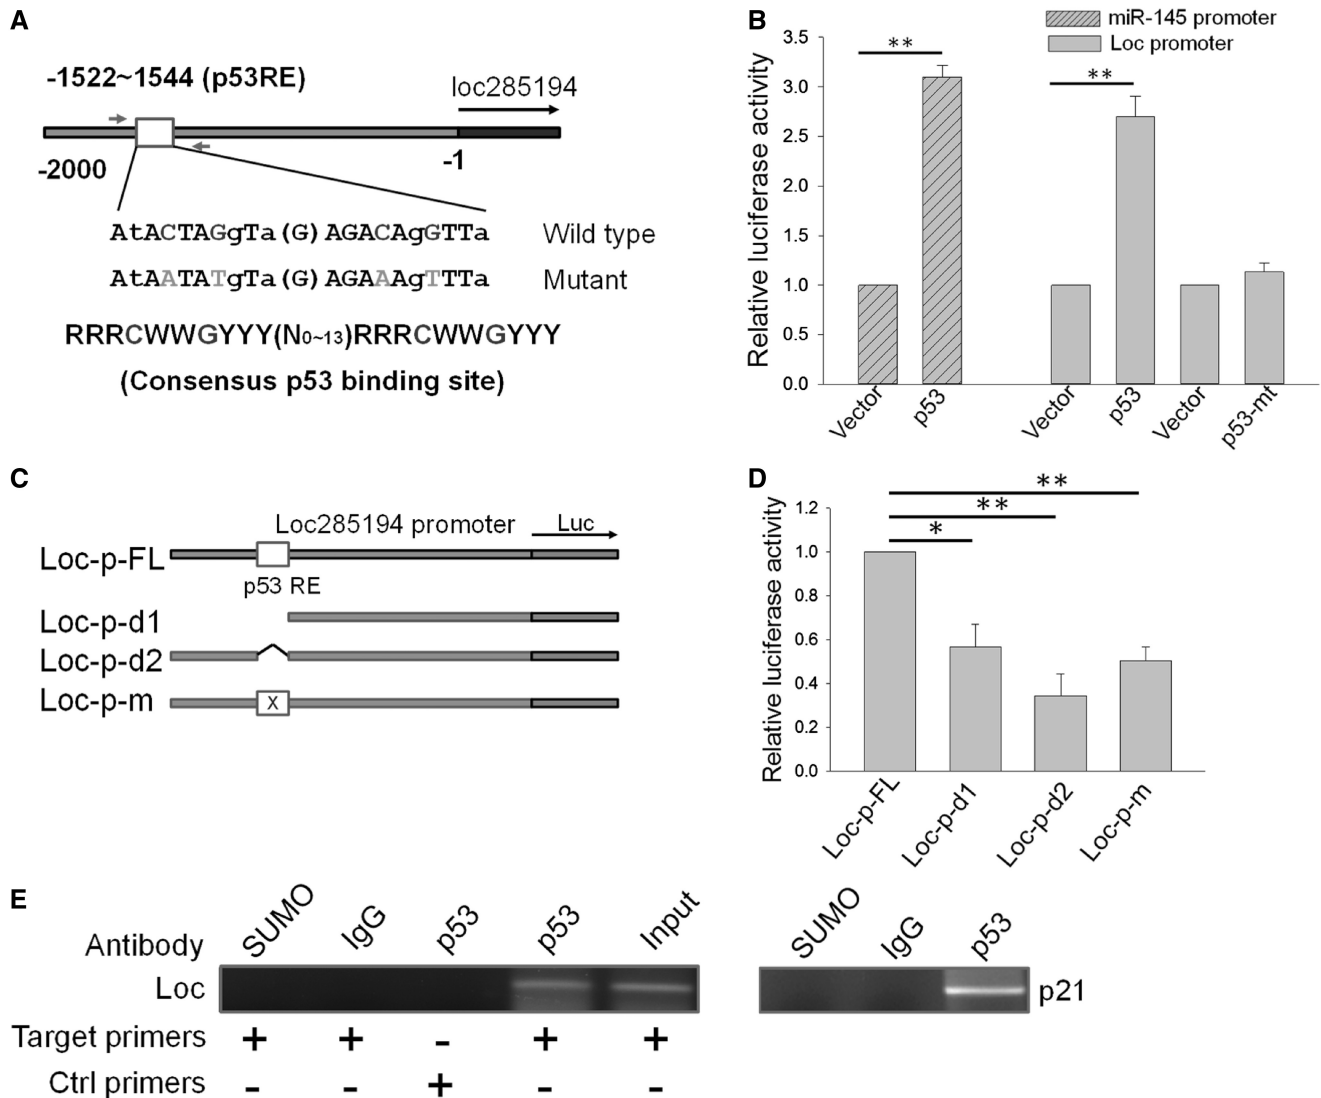 A
-1522~1544 (p53RE)
loc285194
-2000
-1
AtACTAGgTa(G)AGACAgGTTa
Wild type
AtAATATgTa(G)AGAAAgTTTa
Mutant
RRRCWWGYYY(N0~13)RRRCWWGYYY
(Consensus p53 binding site)
B
miR-145 promoter
Loc promoter
Relative luciferase activity
3.5
3.0
2.5
2.0
1.5
1.0
0.5
0.0
**
**
Vector
p53
Vector
p53
Vector
p53-mt
C
Loc285194 promoter
Luc
Loc-p-FL
p53 RE
Loc-p-d1
Loc-p-d2
Loc-p-m
X
D
Relative luciferase activity
1.2
1.0
0.8
0.6
0.4
0.2
0.0
**
**
*
Loc-p-FL
Loc-p-d1
Loc-p-d2
Loc-p-m
E
Antibody
SUMO
IgG
p53
p53
Input
Loc
Target primers + + - + +
Ctrl primers - - + - -
SUMO
IgG
p53
p21